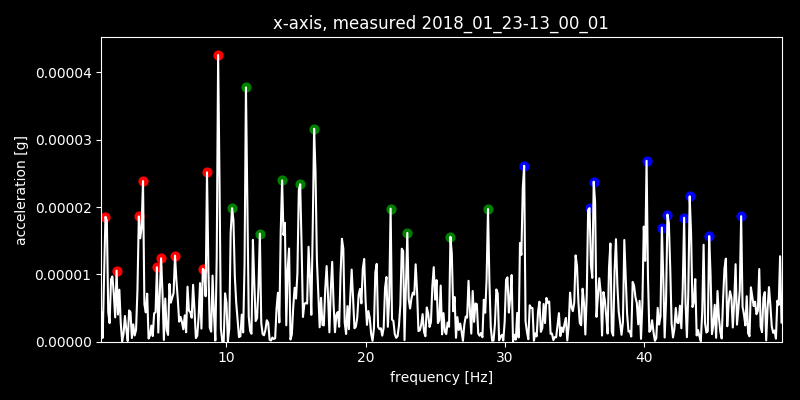 x-axis, measured 2018_01_23-13_00_01
0.00004
0.00003
0.00002
0.00001
0.00000
acceleration [g]
10 20 30 40
frequency [Hz]